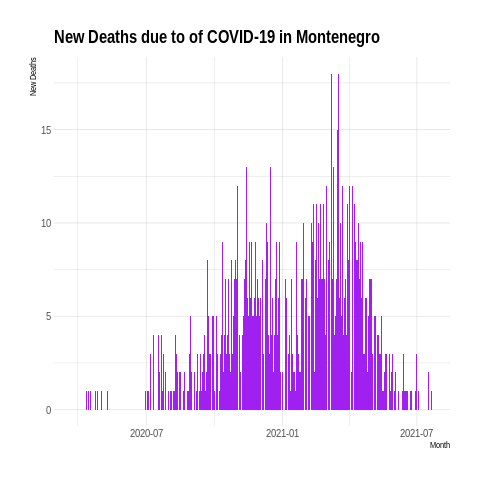 New Deaths due to of COVID-19 in Montenegro
New Deaths
15
10
5
0
2020-07
2021-01
2021-07
Month